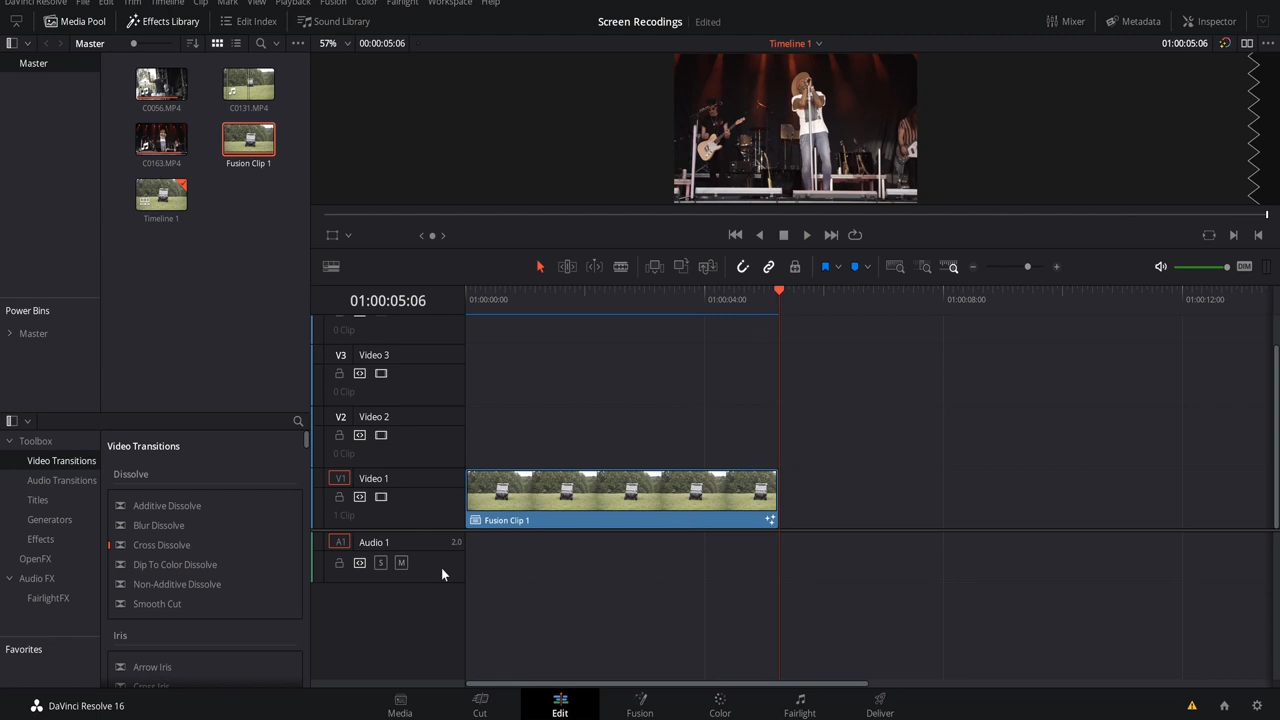 DaVinci Resolve File Edit Trim Timeline Clip Mark View Playback Fusion Color Fairlight Workspace Help
Media Pool Effects Library Edit Index Sound Library Screen Recodings Edited Mixer Metadata Inspector
Master 57% 00:00:05:06 Timeline 1 01:00:05:06
Master
C0056.MP4 C0131.MP4
C0163.MP4 Fusion Clip 1
Timeline 1
Power Bins
Master
DIM
01:00:05:06 01:00:00:00 01:00:04:00 01:00:08:00 01:00:12:00
0 Clip
V3 Video 3
0 Clip
V2 Video 2
0 Clip
V1 Video 1
1 Clip
Fusion Clip 1
A1 Audio 1 2.0
S M
Toolbox
Video Transitions
Audio Transitions
Titles
Generators
Effects
OpenFX
Audio FX
FairlightFX
Favorites
Video Transitions
Dissolve
Additive Dissolve
Blur Dissolve
Cross Dissolve
Dip To Color Dissolve
Non-Additive Dissolve
Smooth Cut
Iris
Arrow Iris
Cross Iris
DaVinci Resolve 16 Media Cut Edit Fusion Color Fairlight Deliver